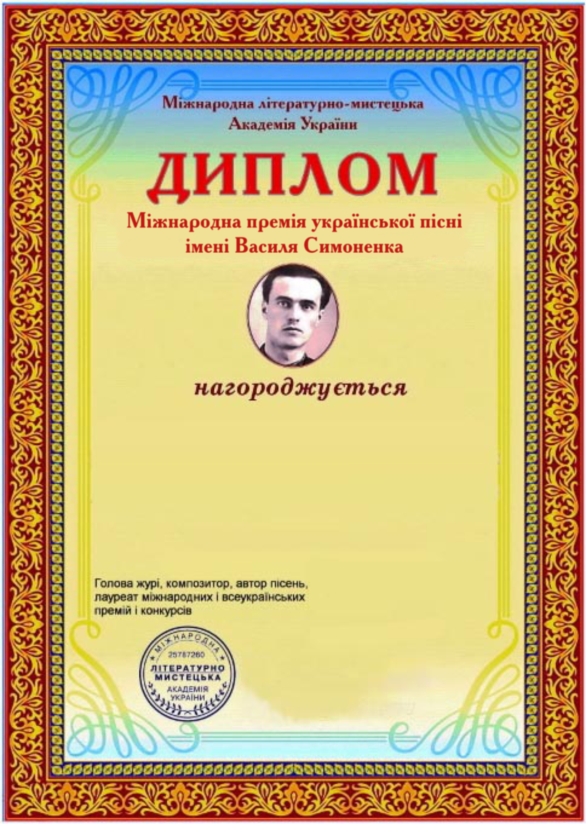 Міжнародна літературно-мистецька
Академія України
ДИПЛОМ
Міжнародна премія української пісні
імені Василя Симоненка
нагороджується
Голова журі, композитор, автор пісень,
лауреат міжнародних і всеукраїнських
премій і конкурсів
МІЖНАРОДНА
25787260
ЛІТЕРАТУРНО
МИСТЕЦЬКА
АКАДЕМІЯ
УКРАЇНИ